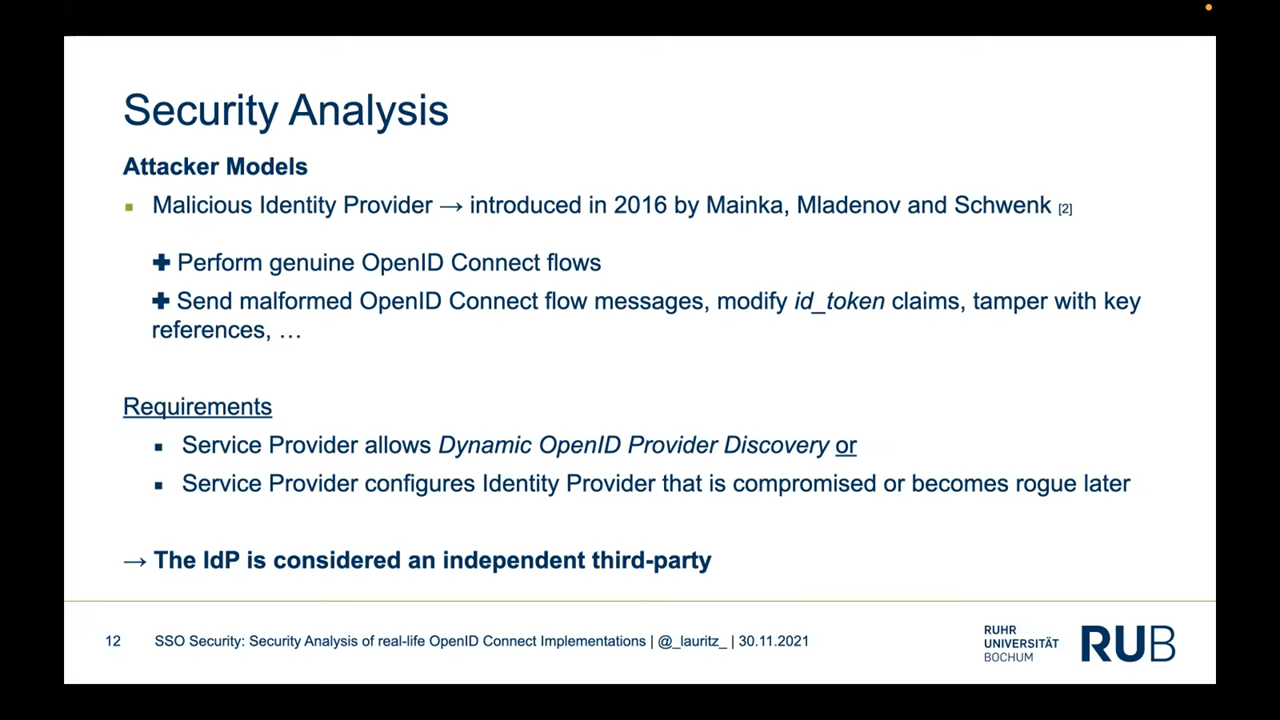 Security Analysis
Attacker Models
▪ Malicious Identity Provider → introduced in 2016 by Mainka, Mladenov and Schwenk [2]
✚ Perform genuine OpenID Connect flows
✚ Send malformed OpenID Connect flow messages, modify id_token claims, tamper with key
references, …
Requirements
▪ Service Provider allows Dynamic OpenID Provider Discovery or
▪ Service Provider configures Identity Provider that is compromised or becomes rogue later
→ The IdP is considered an independent third-party
12 SSO Security: Security Analysis of real-life OpenID Connect Implementations | @_lauritz_ | 30.11.2021
RUHR
UNIVERSITÄT
BOCHUM
RUB